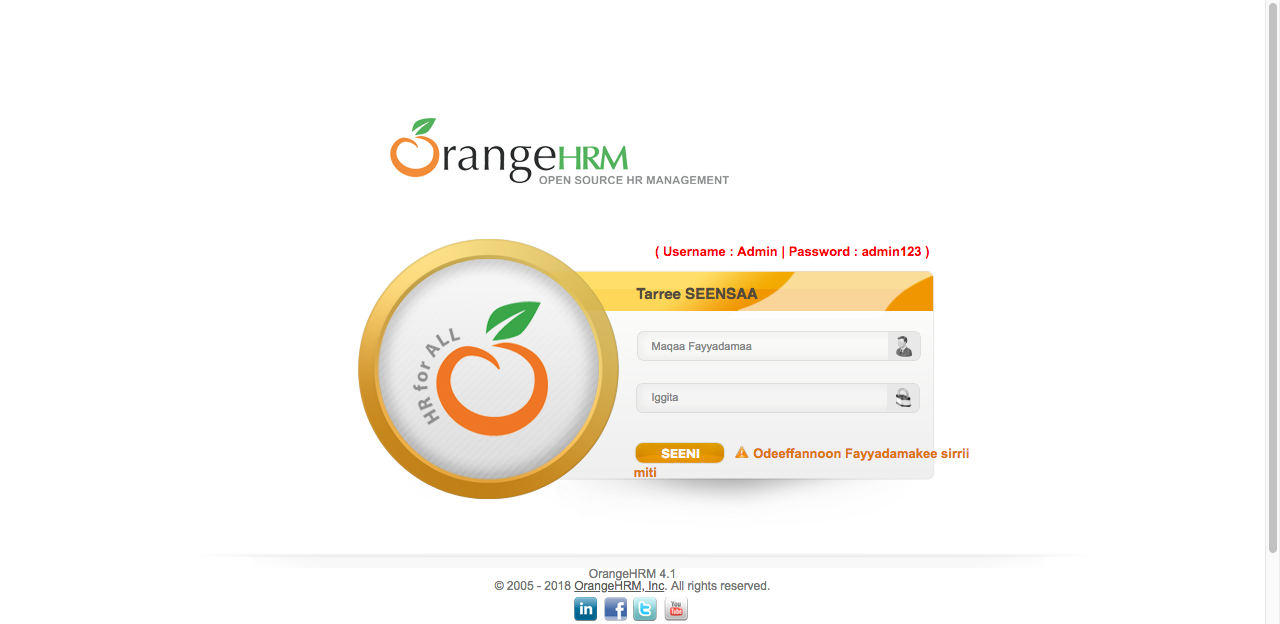 OrangeHRM
OPEN SOURCE HR MANAGEMENT
( Username : Admin | Password : admin123 )
HR for ALL
Tarree SEENSAA
Maqaa Fayyadamaa
Iggita
SEENI Odeeffannoon Fayyadamakee sirrii
miti
OrangeHRM 4.1
© 2005 - 2018 OrangeHRM, Inc. All rights reserved.
in f t You Tube